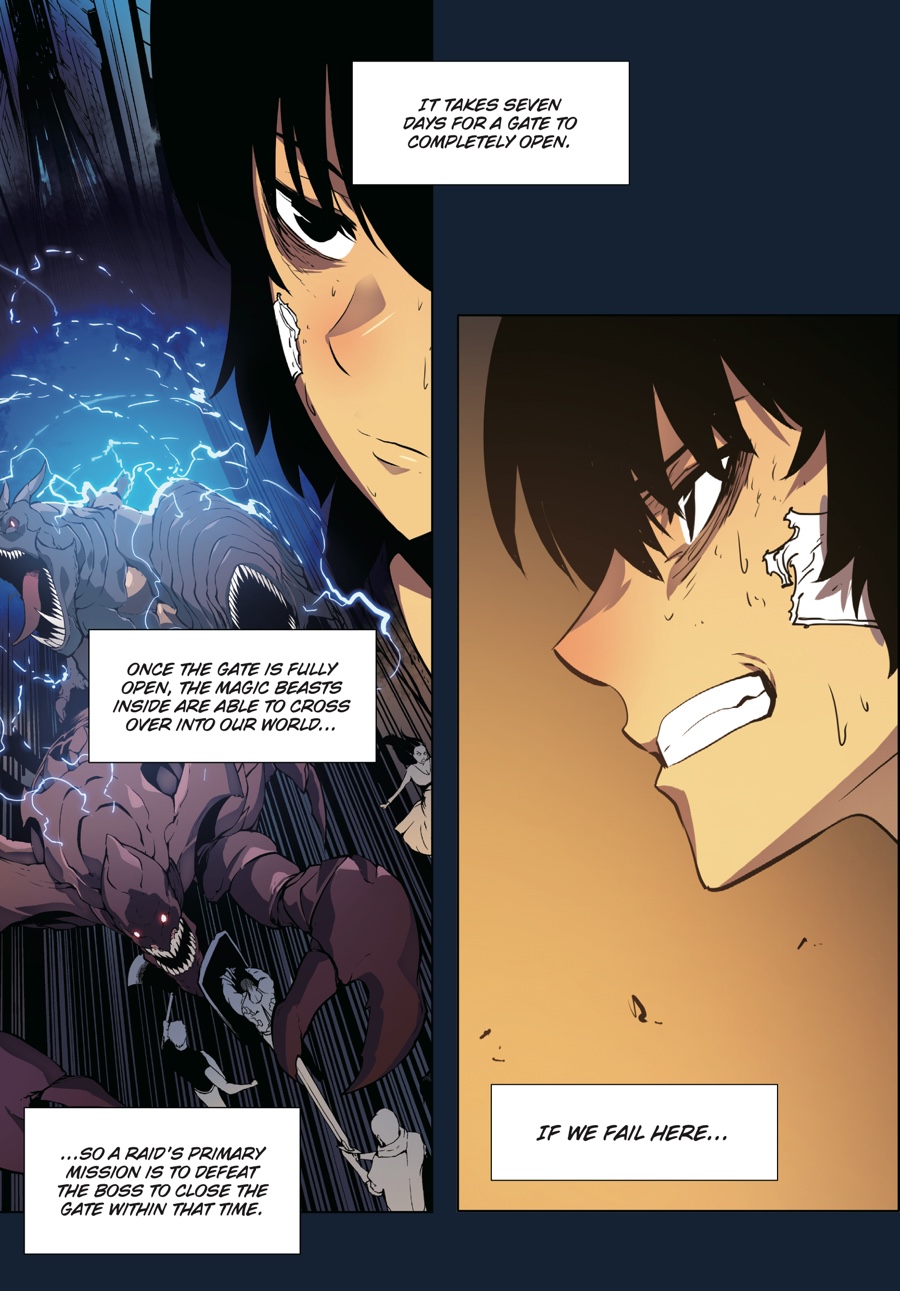 IT TAKES SEVEN
DAYS FOR A GATE TO
COMPLETELY OPEN.
ONCE THE GATE IS FULLY
OPEN, THE MAGIC BEASTS
INSIDE ARE ABLE TO CROSS
OVER INTO OUR WORLD...
...SO A RAID'S PRIMARY
MISSION IS TO DEFEAT
THE BOSS TO CLOSE THE
GATE WITHIN THAT TIME.
IF WE FAIL HERE...